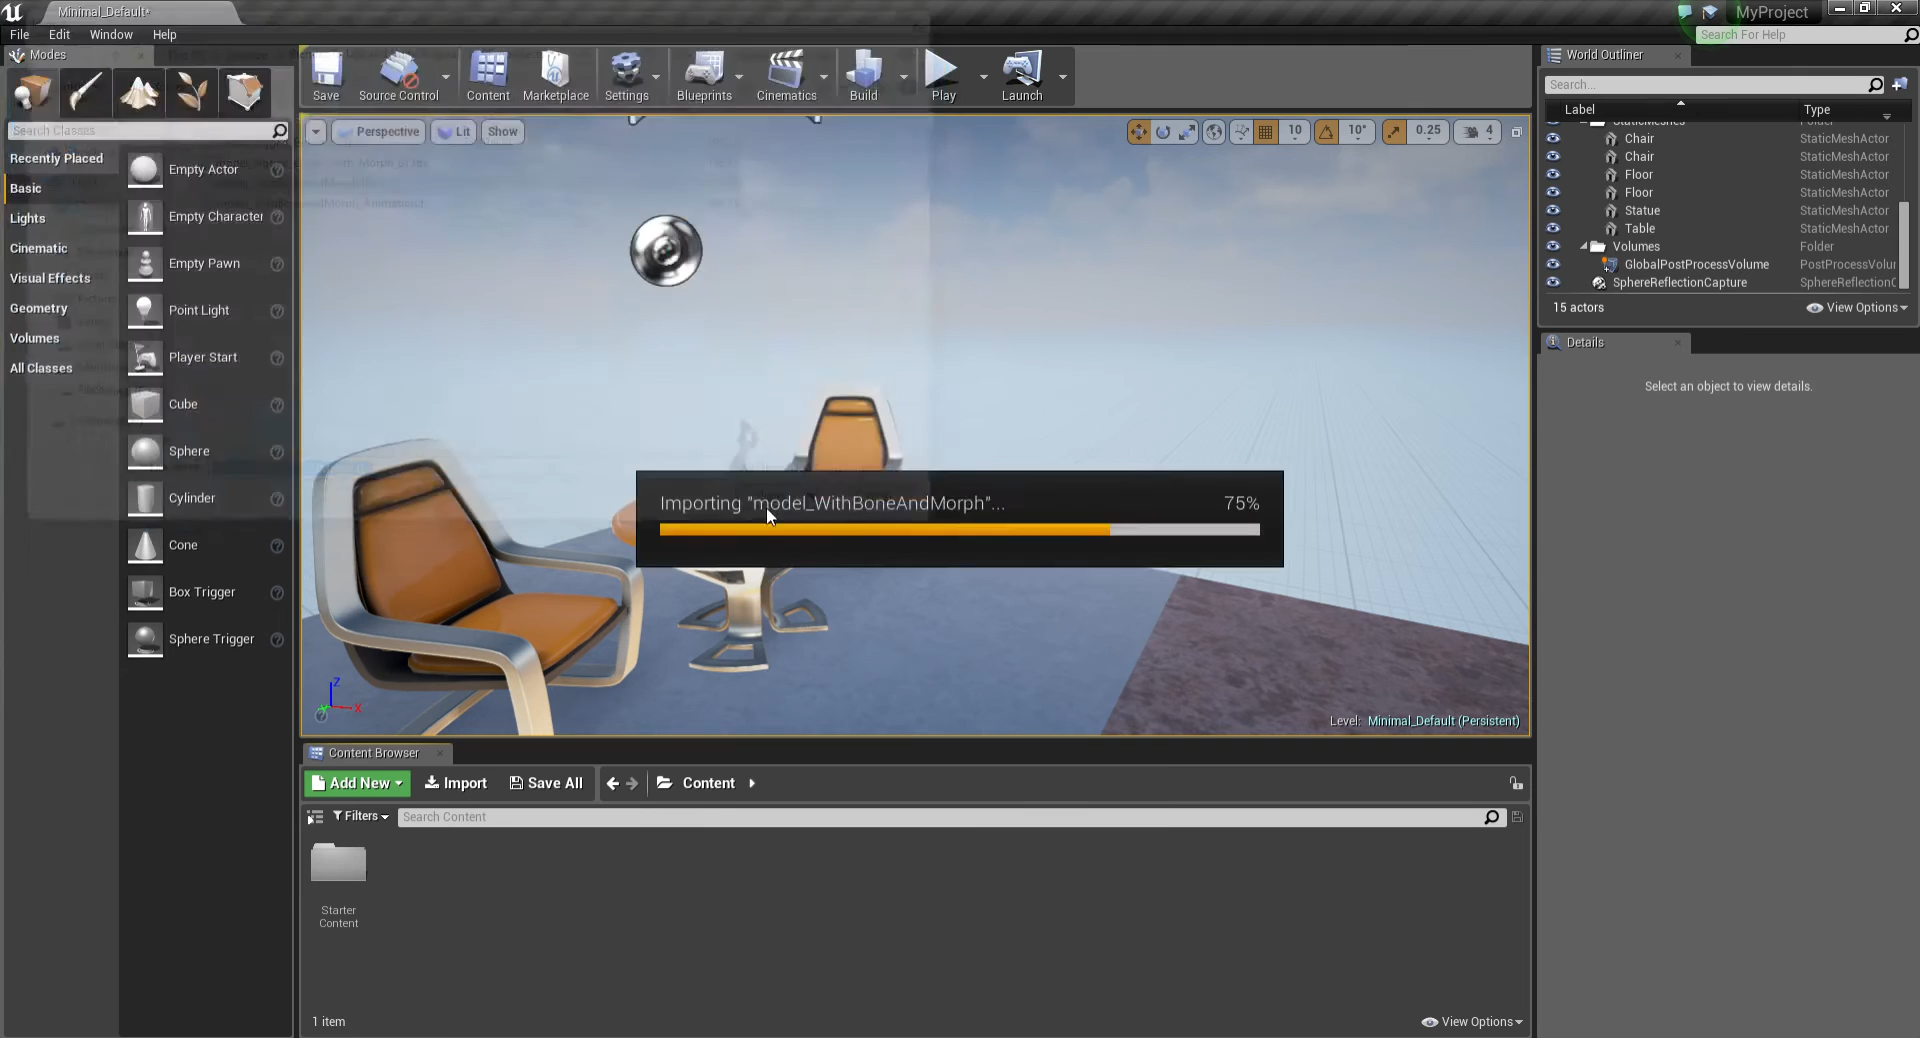 Minimal_Default*
MyProject
File Edit Window Help
Search For Help
Modes
Search Classes
Recently Placed
Basic
Lights
Cinematic
Visual Effects
Geometry
Volumes
All Classes
Empty Actor
Empty Character
Empty Pawn
Point Light
Player Start
Cube
Sphere
Cylinder
Cone
Box Trigger
Sphere Trigger
Save Source Control Content Marketplace Settings Blueprints Cinematics Build Play Launch
Perspective Lit Show
10 10° 0.25 4
Importing "model_WithBoneAndMorph"... 75%
Z
X
Level: Minimal_Default (Persistent)
Content Browser
Add New Import Save All Content
Filters Search Content
Starter
Content
1 item
View Options
World Outliner
Search...
Label Type
StaticMeshes Folder
Chair StaticMeshActor
Chair StaticMeshActor
Floor StaticMeshActor
Floor StaticMeshActor
Statue StaticMeshActor
Table StaticMeshActor
Volumes Folder
GlobalPostProcessVolume PostProcessVolu
SphereReflectionCapture SphereReflectionC
15 actors View Options
Details
Select an object to view details.